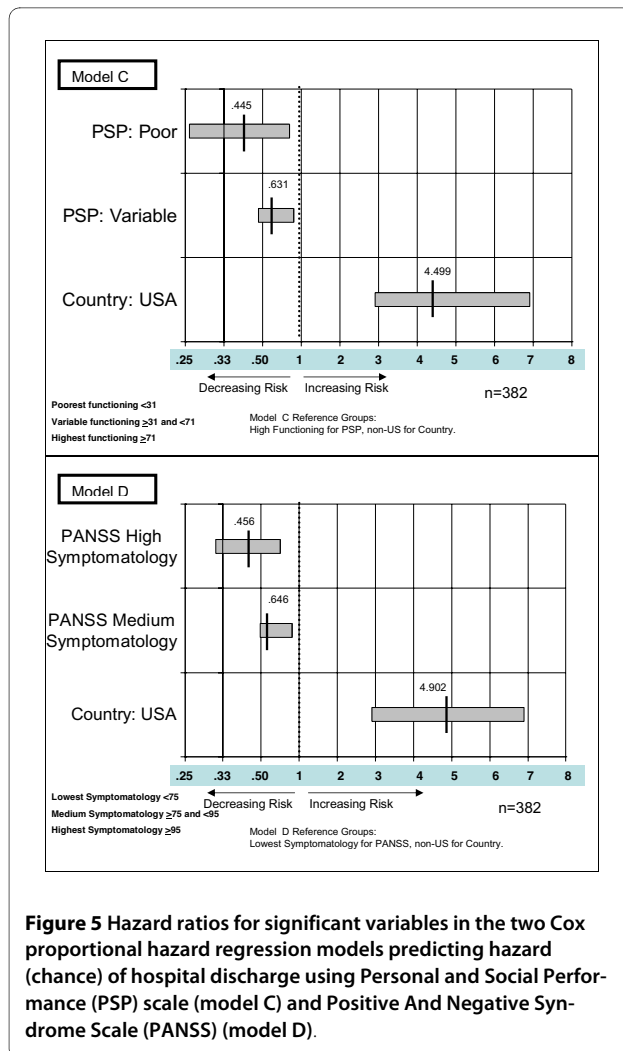 Model C
.445
PSP: Poor
.631
PSP: Variable
4.499
Country: USA
.25 .33 .50 1 2 3 4 5 6 7 8
Decreasing Risk Increasing Risk
n=382
Poorest functioning <31
Variable functioning ≥31 and <71
Highest functioning ≥71
Model C Reference Groups:
High Functioning for PSP, non-US for Country.
Model D
.456
PANSS High
Symptomatology
.646
PANSS Medium
Symptomatology
4.902
Country: USA
.25 .33 .50 1 2 3 4 5 6 7 8
Decreasing Risk Increasing Risk
n=382
Lowest Symptomatology <75
Medium Symptomatology ≥75 and <95
Highest Symptomatology ≥95
Model D Reference Groups:
Lowest Symptomatology for PANSS, non-US for Country.
Figure 5 Hazard ratios for significant variables in the two Cox
proportional hazard regression models predicting hazard
(chance) of hospital discharge using Personal and Social Perfor-
mance (PSP) scale (model C) and Positive And Negative Syn-
drome Scale (PANSS) (model D).